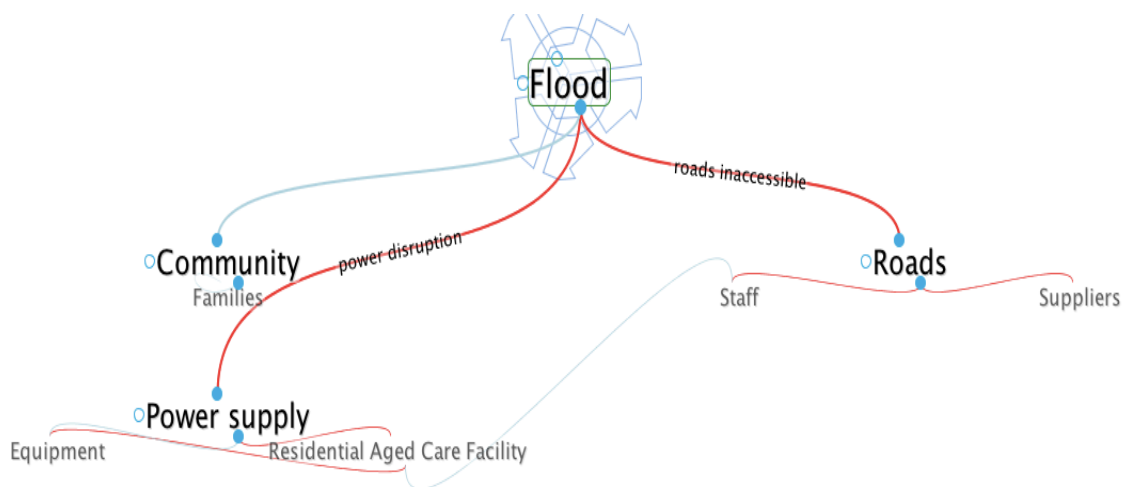 Flood
roads inaccessible
power disruption
Community
Families
Roads
Staff
Suppliers
Power supply
Equipment
Residential Aged Care Facility